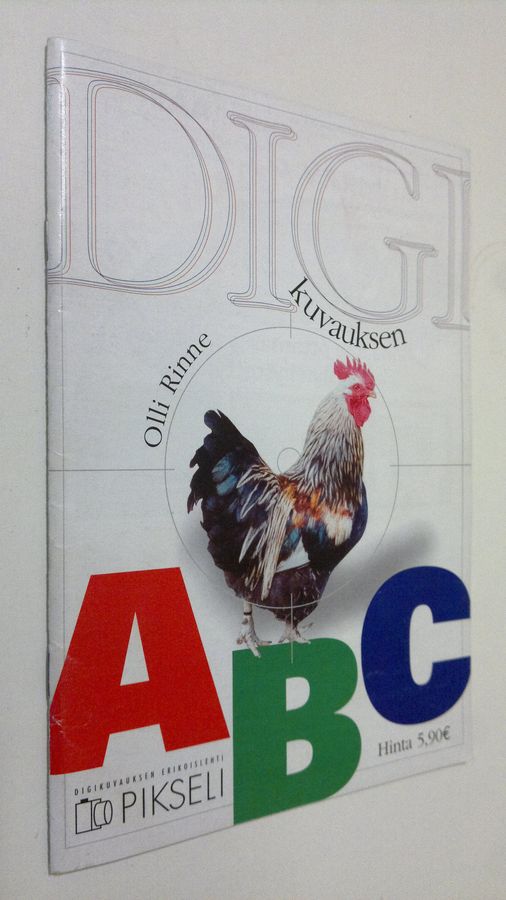 DIGI
kuvauksen
Olli Rinne
ABC
Hinta 5,90€
DIGIKUVAUKSEN ERIKOISLEHTI
PIKSELI